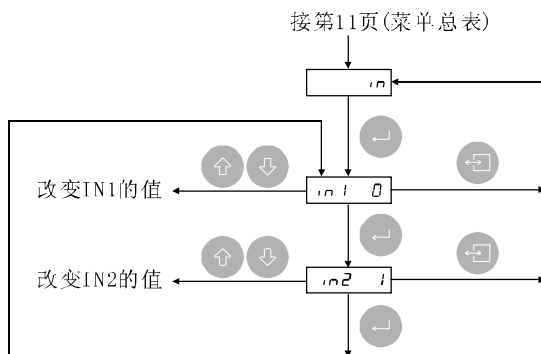 接第11页(菜单总表)
in
in1 0
改变IN1的值
in2 1
改变IN2的值